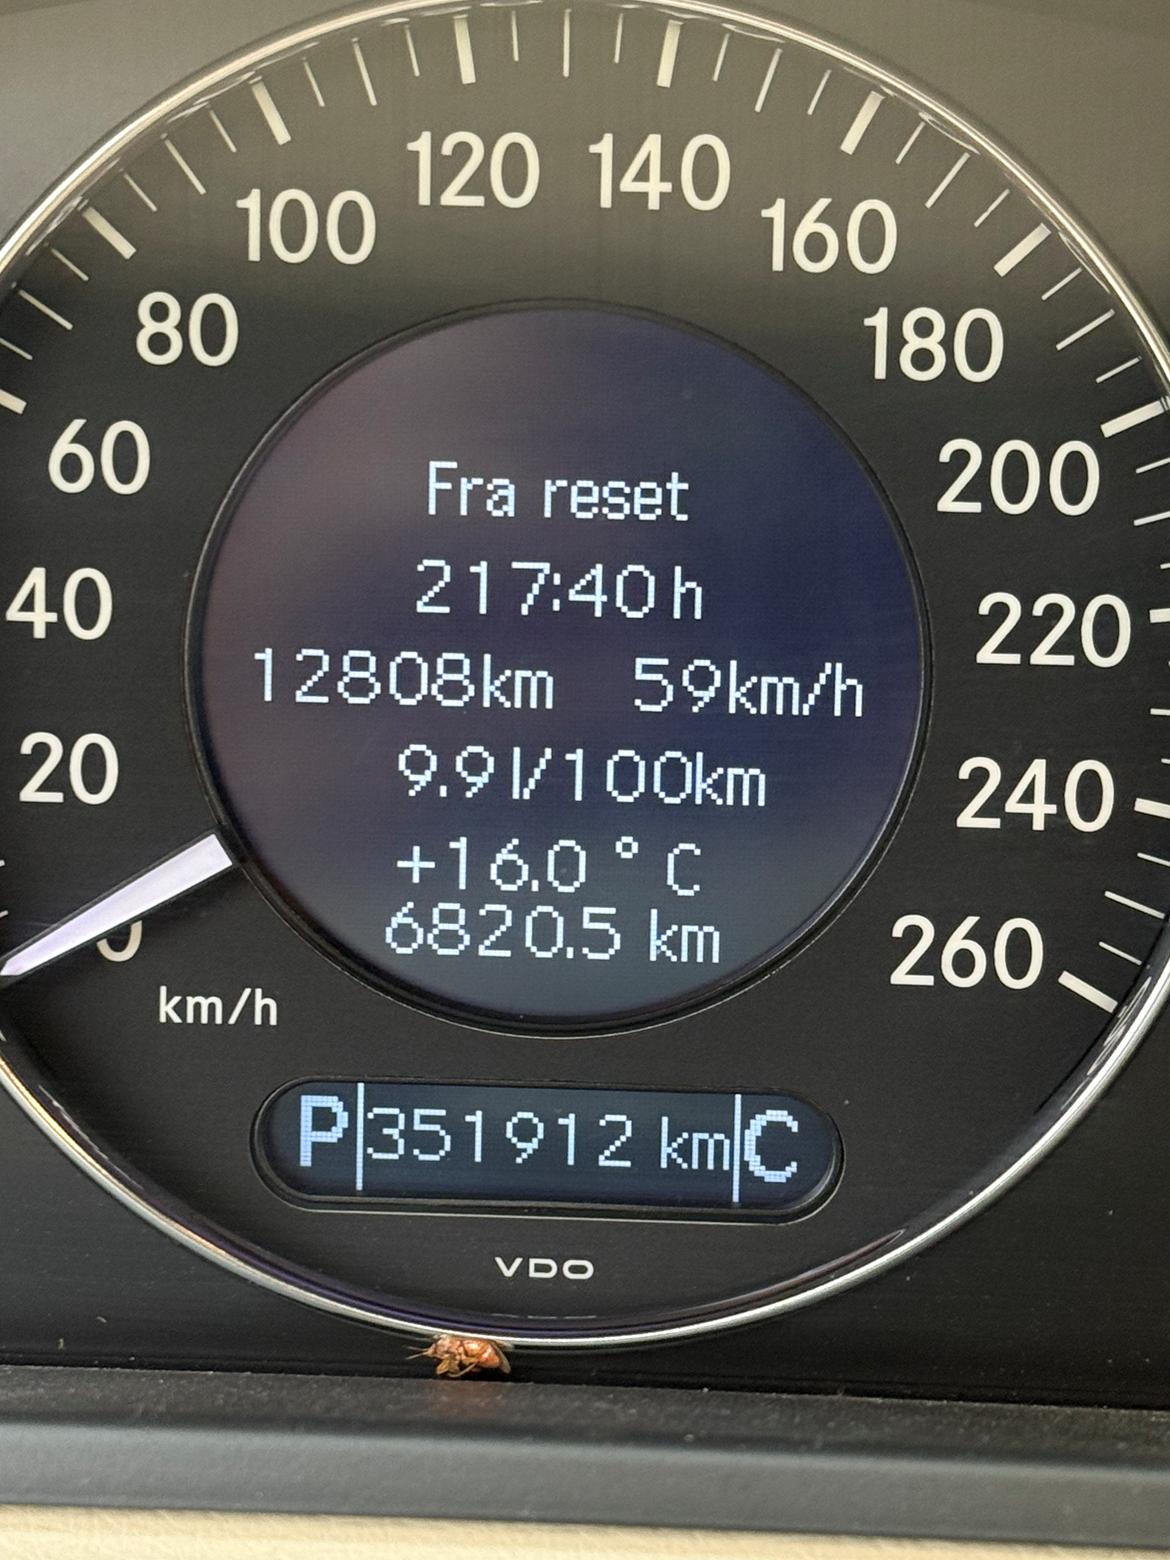 120 140
100 160
80 180
60 200
40 220
20 240
0 260
km/h
Fra reset
217:40 h
12808km 59km/h
9.9 l/100km
+16.0 ° C
6820.5 km
P 351912 km C
VDO